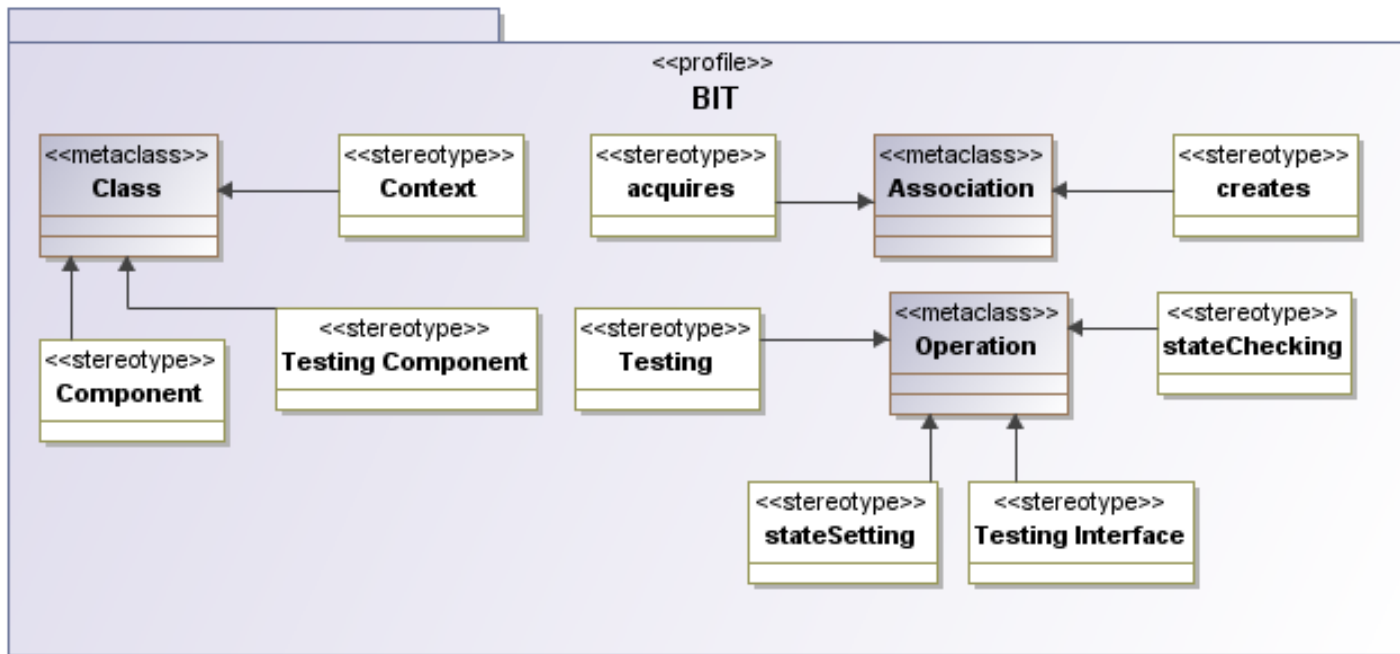 <<profile>>
BIT
<<metaclass>>
Class
<<stereotype>>
Context
<<stereotype>>
acquires
<<metaclass>>
Association
<<stereotype>>
creates
<<stereotype>>
Component
<<stereotype>>
Testing Component
<<stereotype>>
Testing
<<metaclass>>
Operation
<<stereotype>>
stateChecking
<<stereotype>>
stateSetting
<<stereotype>>
Testing Interface